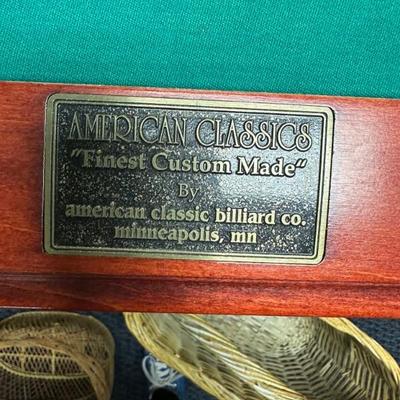 AMERICAN CLASSICS
"Finest Custom Made"
By
american classic billiard co.
minneapolis, mn